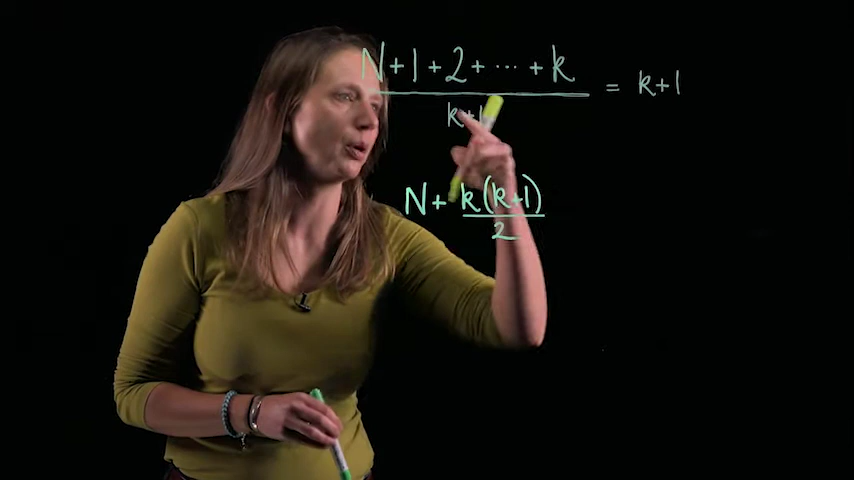 N+1+2+⋯+k
= k+1
k+1
N+ k(k+1)
2